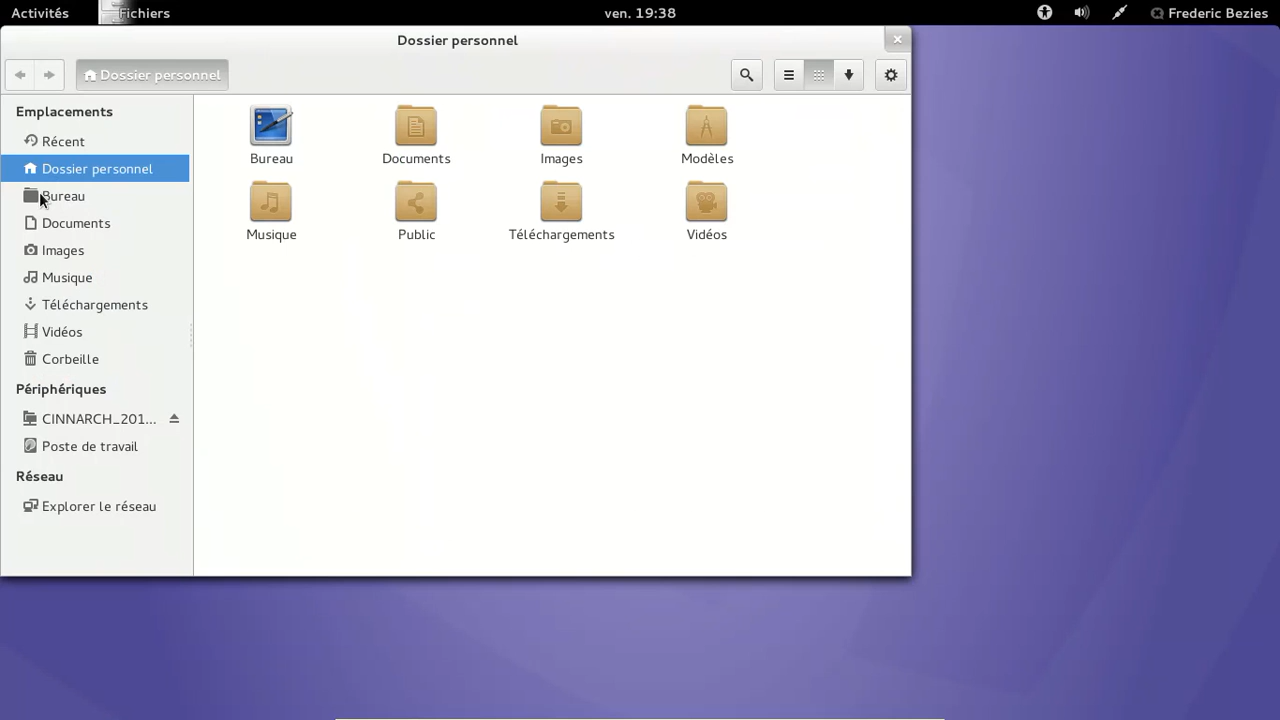 Activités Fichiers ven. 19:38 Frederic Bezies
Dossier personnel
Dossier personnel
Emplacements
Récent
Dossier personnel
Bureau
Documents
Images
Musique
Téléchargements
Vidéos
Corbeille
Périphériques
CINNARCH_201...
Poste de travail
Réseau
Explorer le réseau
Bureau Documents Images Modèles
Musique Public Téléchargements Vidéos